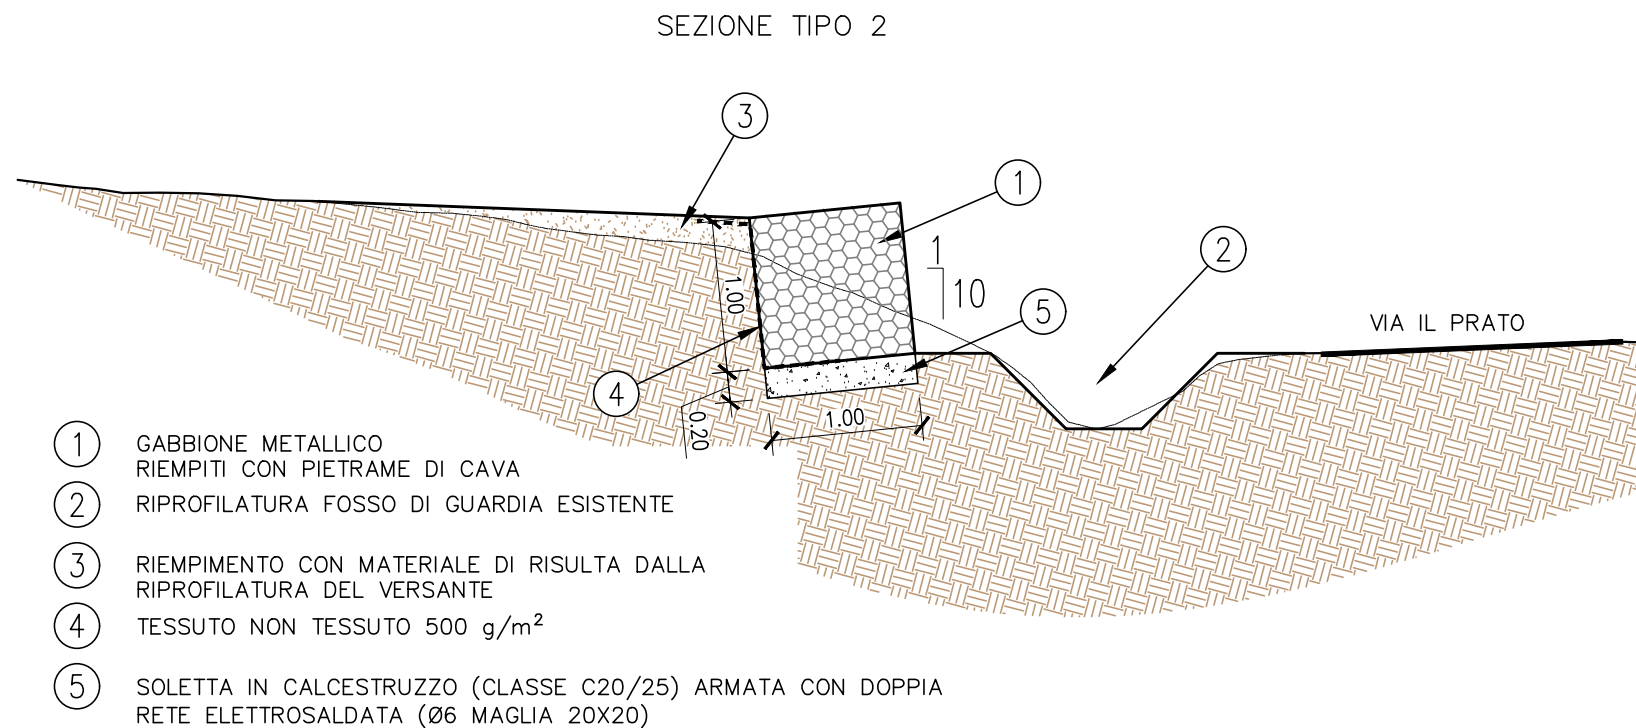 SEZIONE TIPO 2
3
1
1
10
2
5
VIA IL PRATO
1.00
4
1.00
0.20
1 GABBIONE METALLICO
RIEMPITI CON PIETRAME DI CAVA
2 RIPROFILATURA FOSSO DI GUARDIA ESISTENTE
3 RIEMPIMENTO CON MATERIALE DI RISULTA DALLA
RIPROFILATURA DEL VERSANTE
4 TESSUTO NON TESSUTO 500 g/m²
5 SOLETTA IN CALCESTRUZZO (CLASSE C20/25) ARMATA CON DOPPIA
RETE ELETTROSALDATA (Ø6 MAGLIA 20X20)